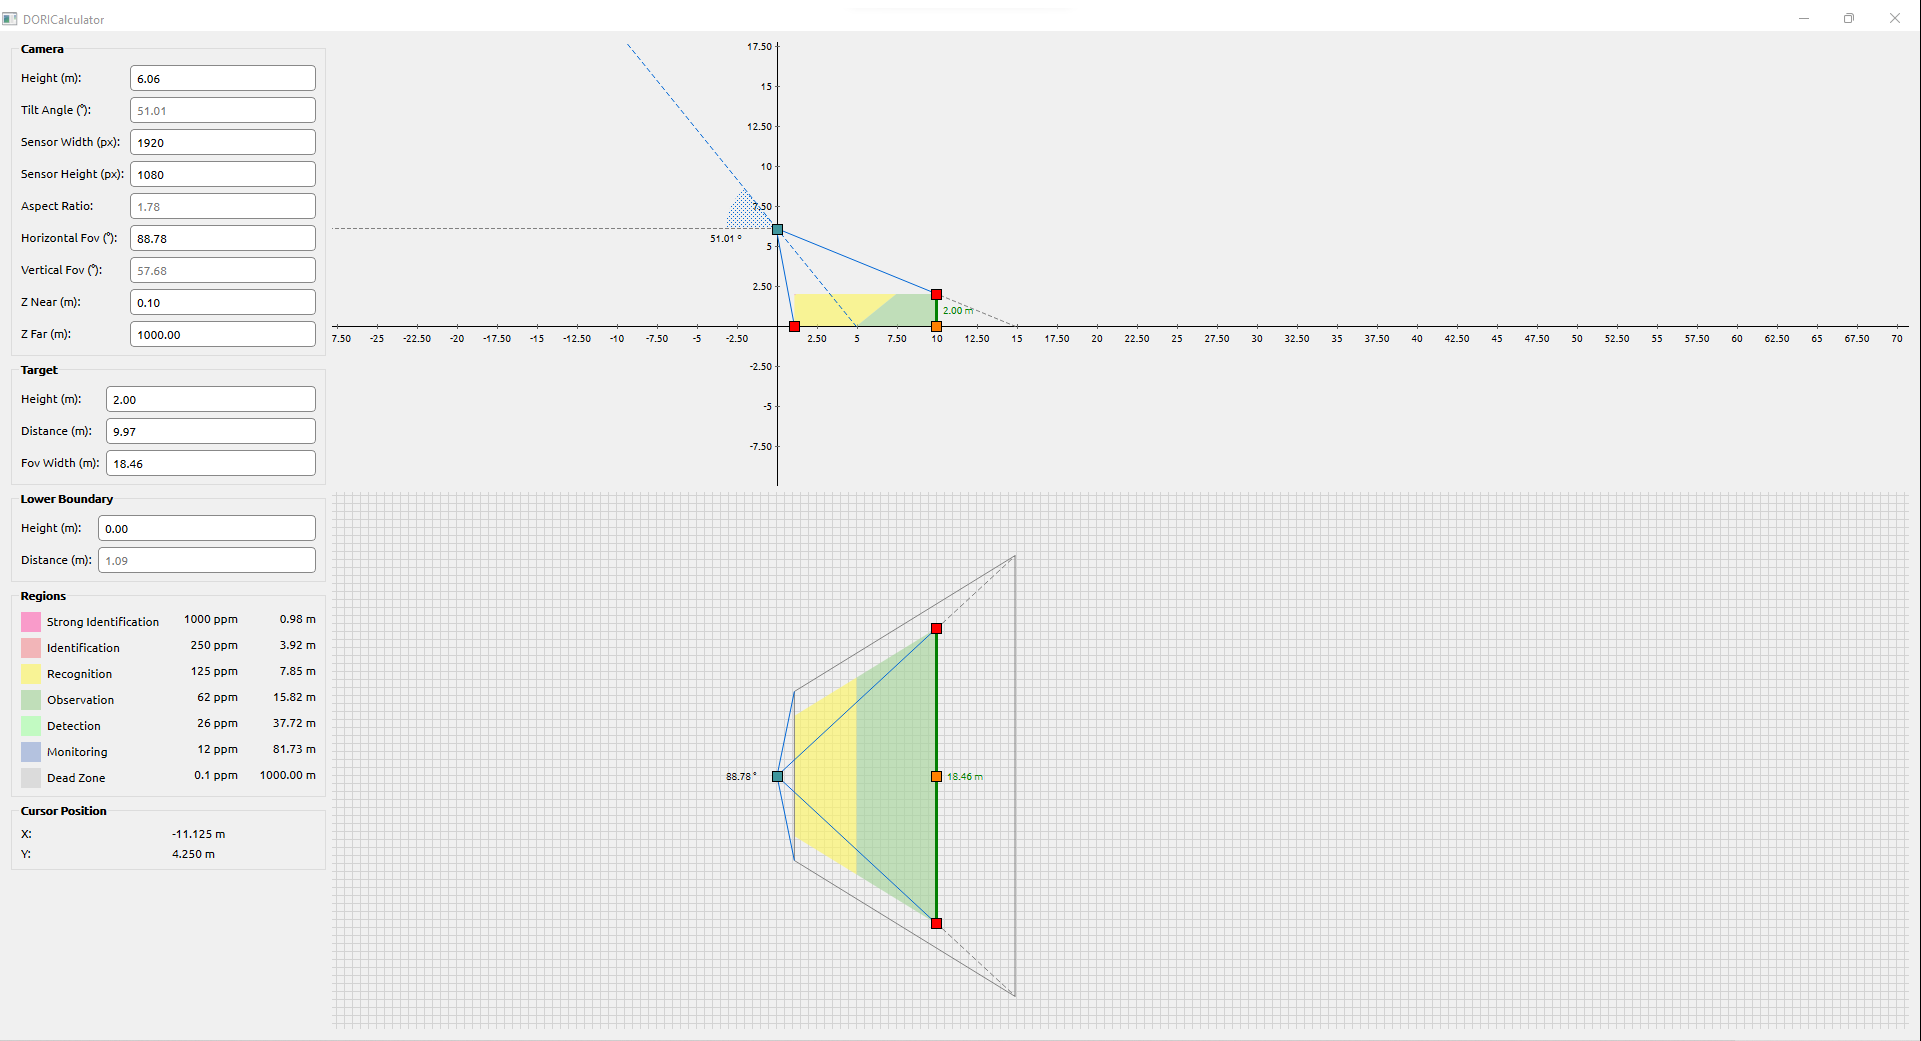 DORICalculator
Camera
Height (m): 6.06
Tilt Angle (°): 51.01
Sensor Width (px): 1920
Sensor Height (px): 1080
Aspect Ratio: 1.78
Horizontal Fov (°): 88.78
Vertical Fov (°): 57.68
Z Near (m): 0.10
Z Far (m): 1000.00
Target
Height (m): 2.00
Distance (m): 9.97
Fov Width (m): 18.46
Lower Boundary
Height (m): 0.00
Distance (m): 1.09
Regions
Strong Identification 1000 ppm 0.98 m
Identification 250 ppm 3.92 m
Recognition 125 ppm 7.85 m
Observation 62 ppm 15.82 m
Detection 26 ppm 37.72 m
Monitoring 12 ppm 81.73 m
Dead Zone 0.1 ppm 1000.00 m
Cursor Position
X: -11.125 m
Y: 4.250 m
17.50
15
12.50
10
7.50
51.01 °
5
2.50
2.00 m
7.50 -25 -22.50 -20 -17.50 -15 -12.50 -10 -7.50 -5 -2.50 2.50 5 7.50 10 12.50 15 17.50 20 22.50 25 27.50 30 32.50 35 37.50 40 42.50 45 47.50 50 52.50 55 57.50 60 62.50 65 67.50 70
-2.50
-5
-7.50
88.78 °
18.46 m